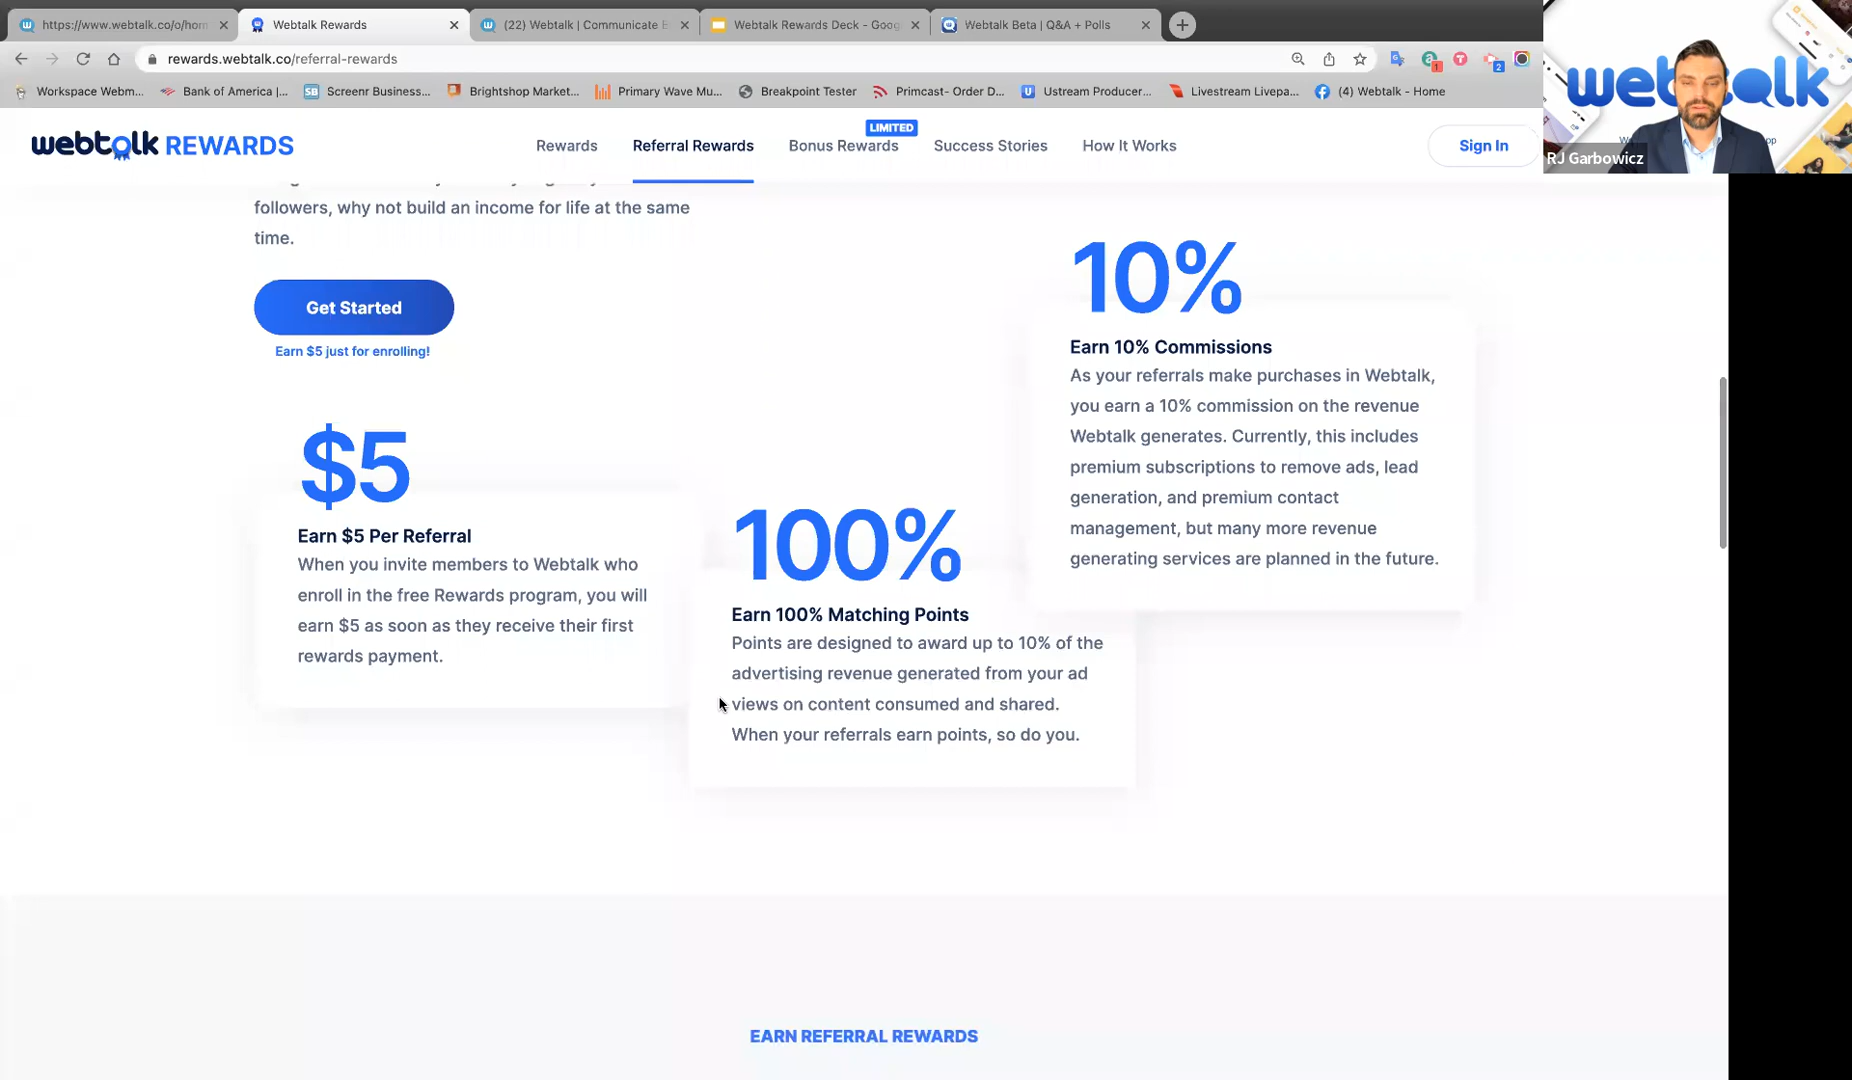 https://www.webtalk.co/o/hom
Webtalk Rewards
(22) Webtalk | Communicate E
Webtalk Rewards Deck - Goog
Webtalk Beta | Q&A + Polls
rewards.webtalk.co/referral-rewards
1
2
Workspace Webm...
Bank of America |...
SB
Screenr Business...
Brightshop Market...
Primary Wave Mu...
Breakpoint Tester
Primcast- Order D...
Ustream Producer...
Livestream Livepa...
(4) Webtalk - Home
webtalk
RJ Garbowicz
webtalk REWARDS
Rewards
Referral Rewards
LIMITED
Bonus Rewards
Success Stories
How It Works
Sign In
followers, why not build an income for life at the same
time.
Get Started
Earn $5 just for enrolling!
$5
Earn $5 Per Referral
When you invite members to Webtalk who
enroll in the free Rewards program, you will
earn $5 as soon as they receive their first
rewards payment.
100%
Earn 100% Matching Points
Points are designed to award up to 10% of the
advertising revenue generated from your ad
views on content consumed and shared.
When your referrals earn points, so do you.
10%
Earn 10% Commissions
As your referrals make purchases in Webtalk,
you earn a 10% commission on the revenue
Webtalk generates. Currently, this includes
premium subscriptions to remove ads, lead
generation, and premium contact
management, but many more revenue
generating services are planned in the future.
EARN REFERRAL REWARDS